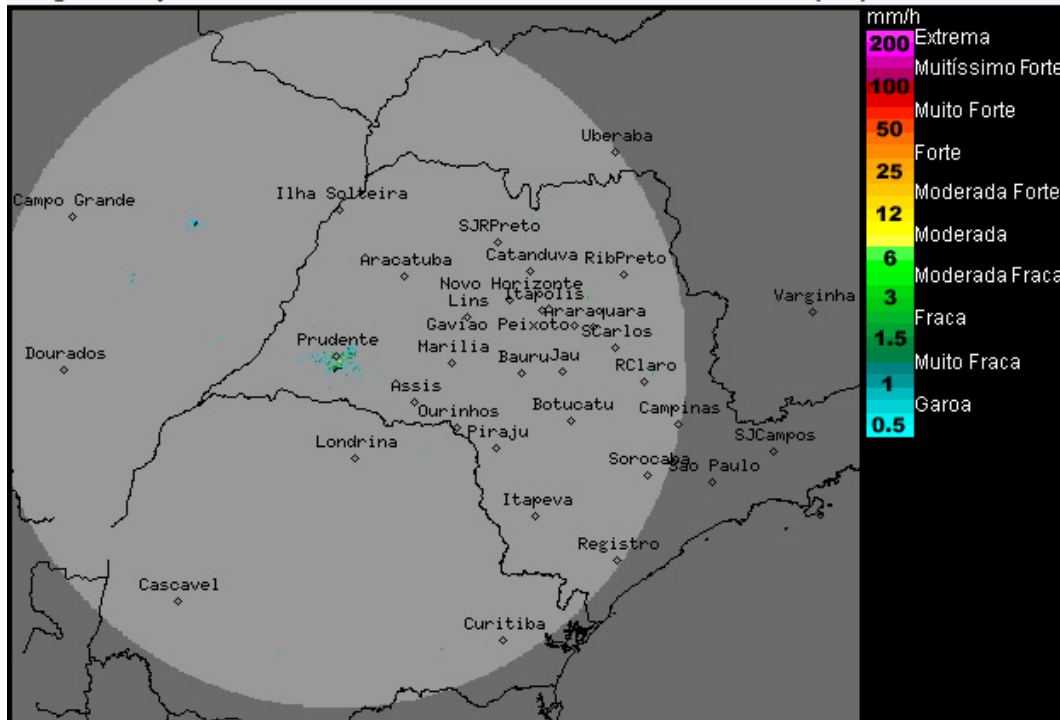 mm/h
200 Extrema
Muitíssimo Forte
100
Muito Forte
50
Forte
25
Moderada Forte
12
Moderada
6
Moderada Fraca
3
Fraca
1.5
Muito Fraca
1
Garoa
0.5
Uberaba
Campo Grande
Ilha Solteira
SJRPreto
Catanduva
RibPreto
Aracatuba
Novo Horizonte
Itapolis
Lins
Araraquara
Varginha
Gaviao Peixoto
SCarlos
Prudente
Dourados
Marilia
Bauru
Jau
RClaro
Assis
Ourinhos
Botucatu
Campinas
Londrina
Piraju
SJCampos
Sorocaba
Sao Paulo
Itapeva
Registro
Cascavel
Curitiba